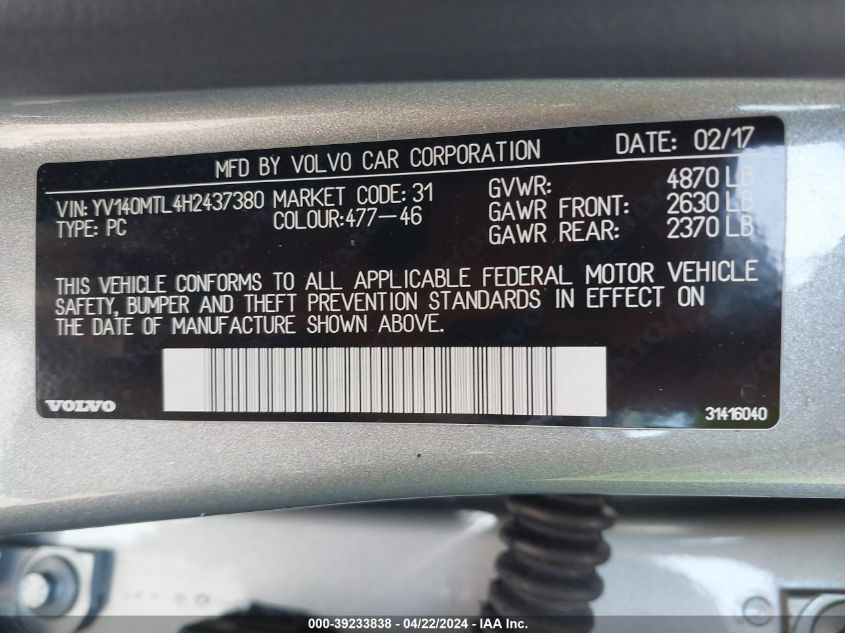 MFD BY VOLVO CAR CORPORATION DATE: 02/17
VIN: YV140MTL4H2437380 MARKET CODE: 31 GVWR: 4870 LB
TYPE: PC COLOUR:477-46 GAWR FRONT: 2630 LB
GAWR REAR: 2370 LB
THIS VEHICLE CONFORMS TO ALL APPLICABLE FEDERAL MOTOR VEHICLE
SAFETY, BUMPER AND THEFT PREVENTION STANDARDS IN EFFECT ON
THE DATE OF MANUFACTURE SHOWN ABOVE.
VOLVO 31416040
000-39233838 - 04/22/2024 - IAA Inc.